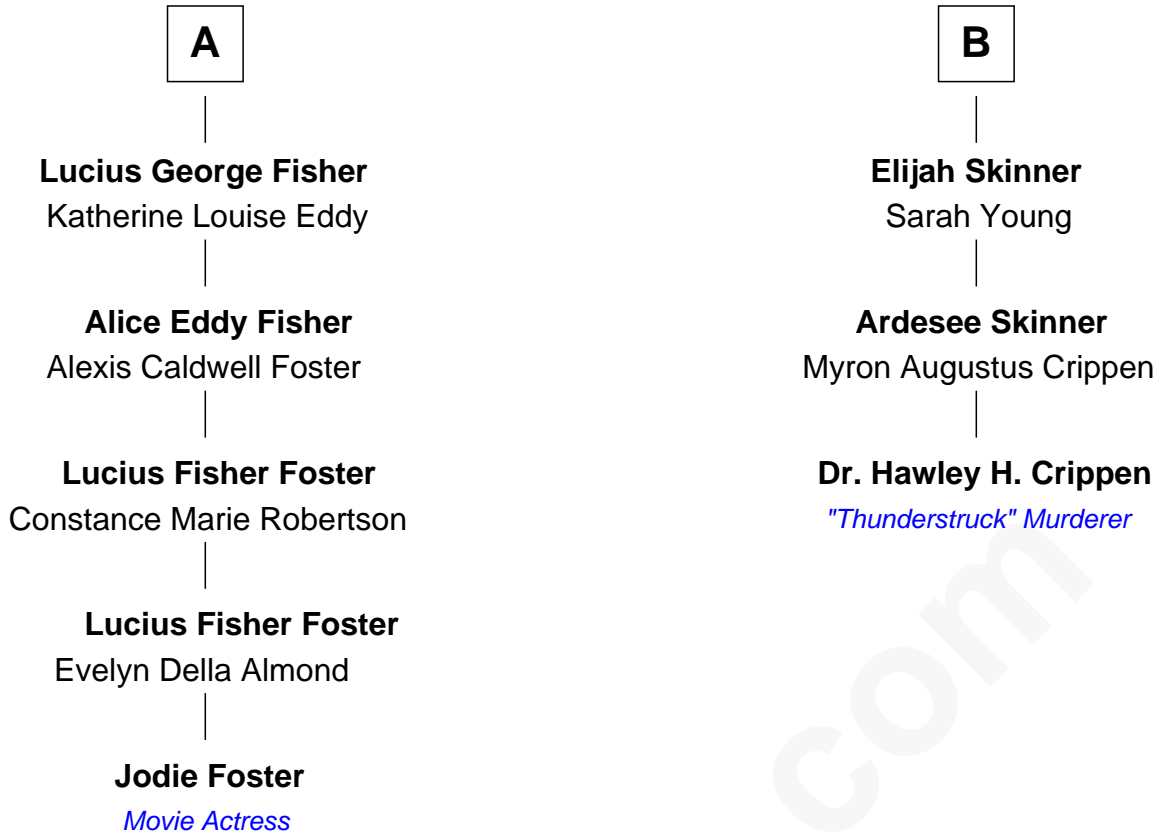 A
Lucius George Fisher
Katherine Louise Eddy
Alice Eddy Fisher
Alexis Caldwell Foster
Lucius Fisher Foster
Constance Marie Robertson
Lucius Fisher Foster
Evelyn Della Almond
Jodie Foster
Movie Actress
B
Elijah Skinner
Sarah Young
Ardesee Skinner
Myron Augustus Crippen
Dr. Hawley H. Crippen
"Thunderstruck" Murderer
com